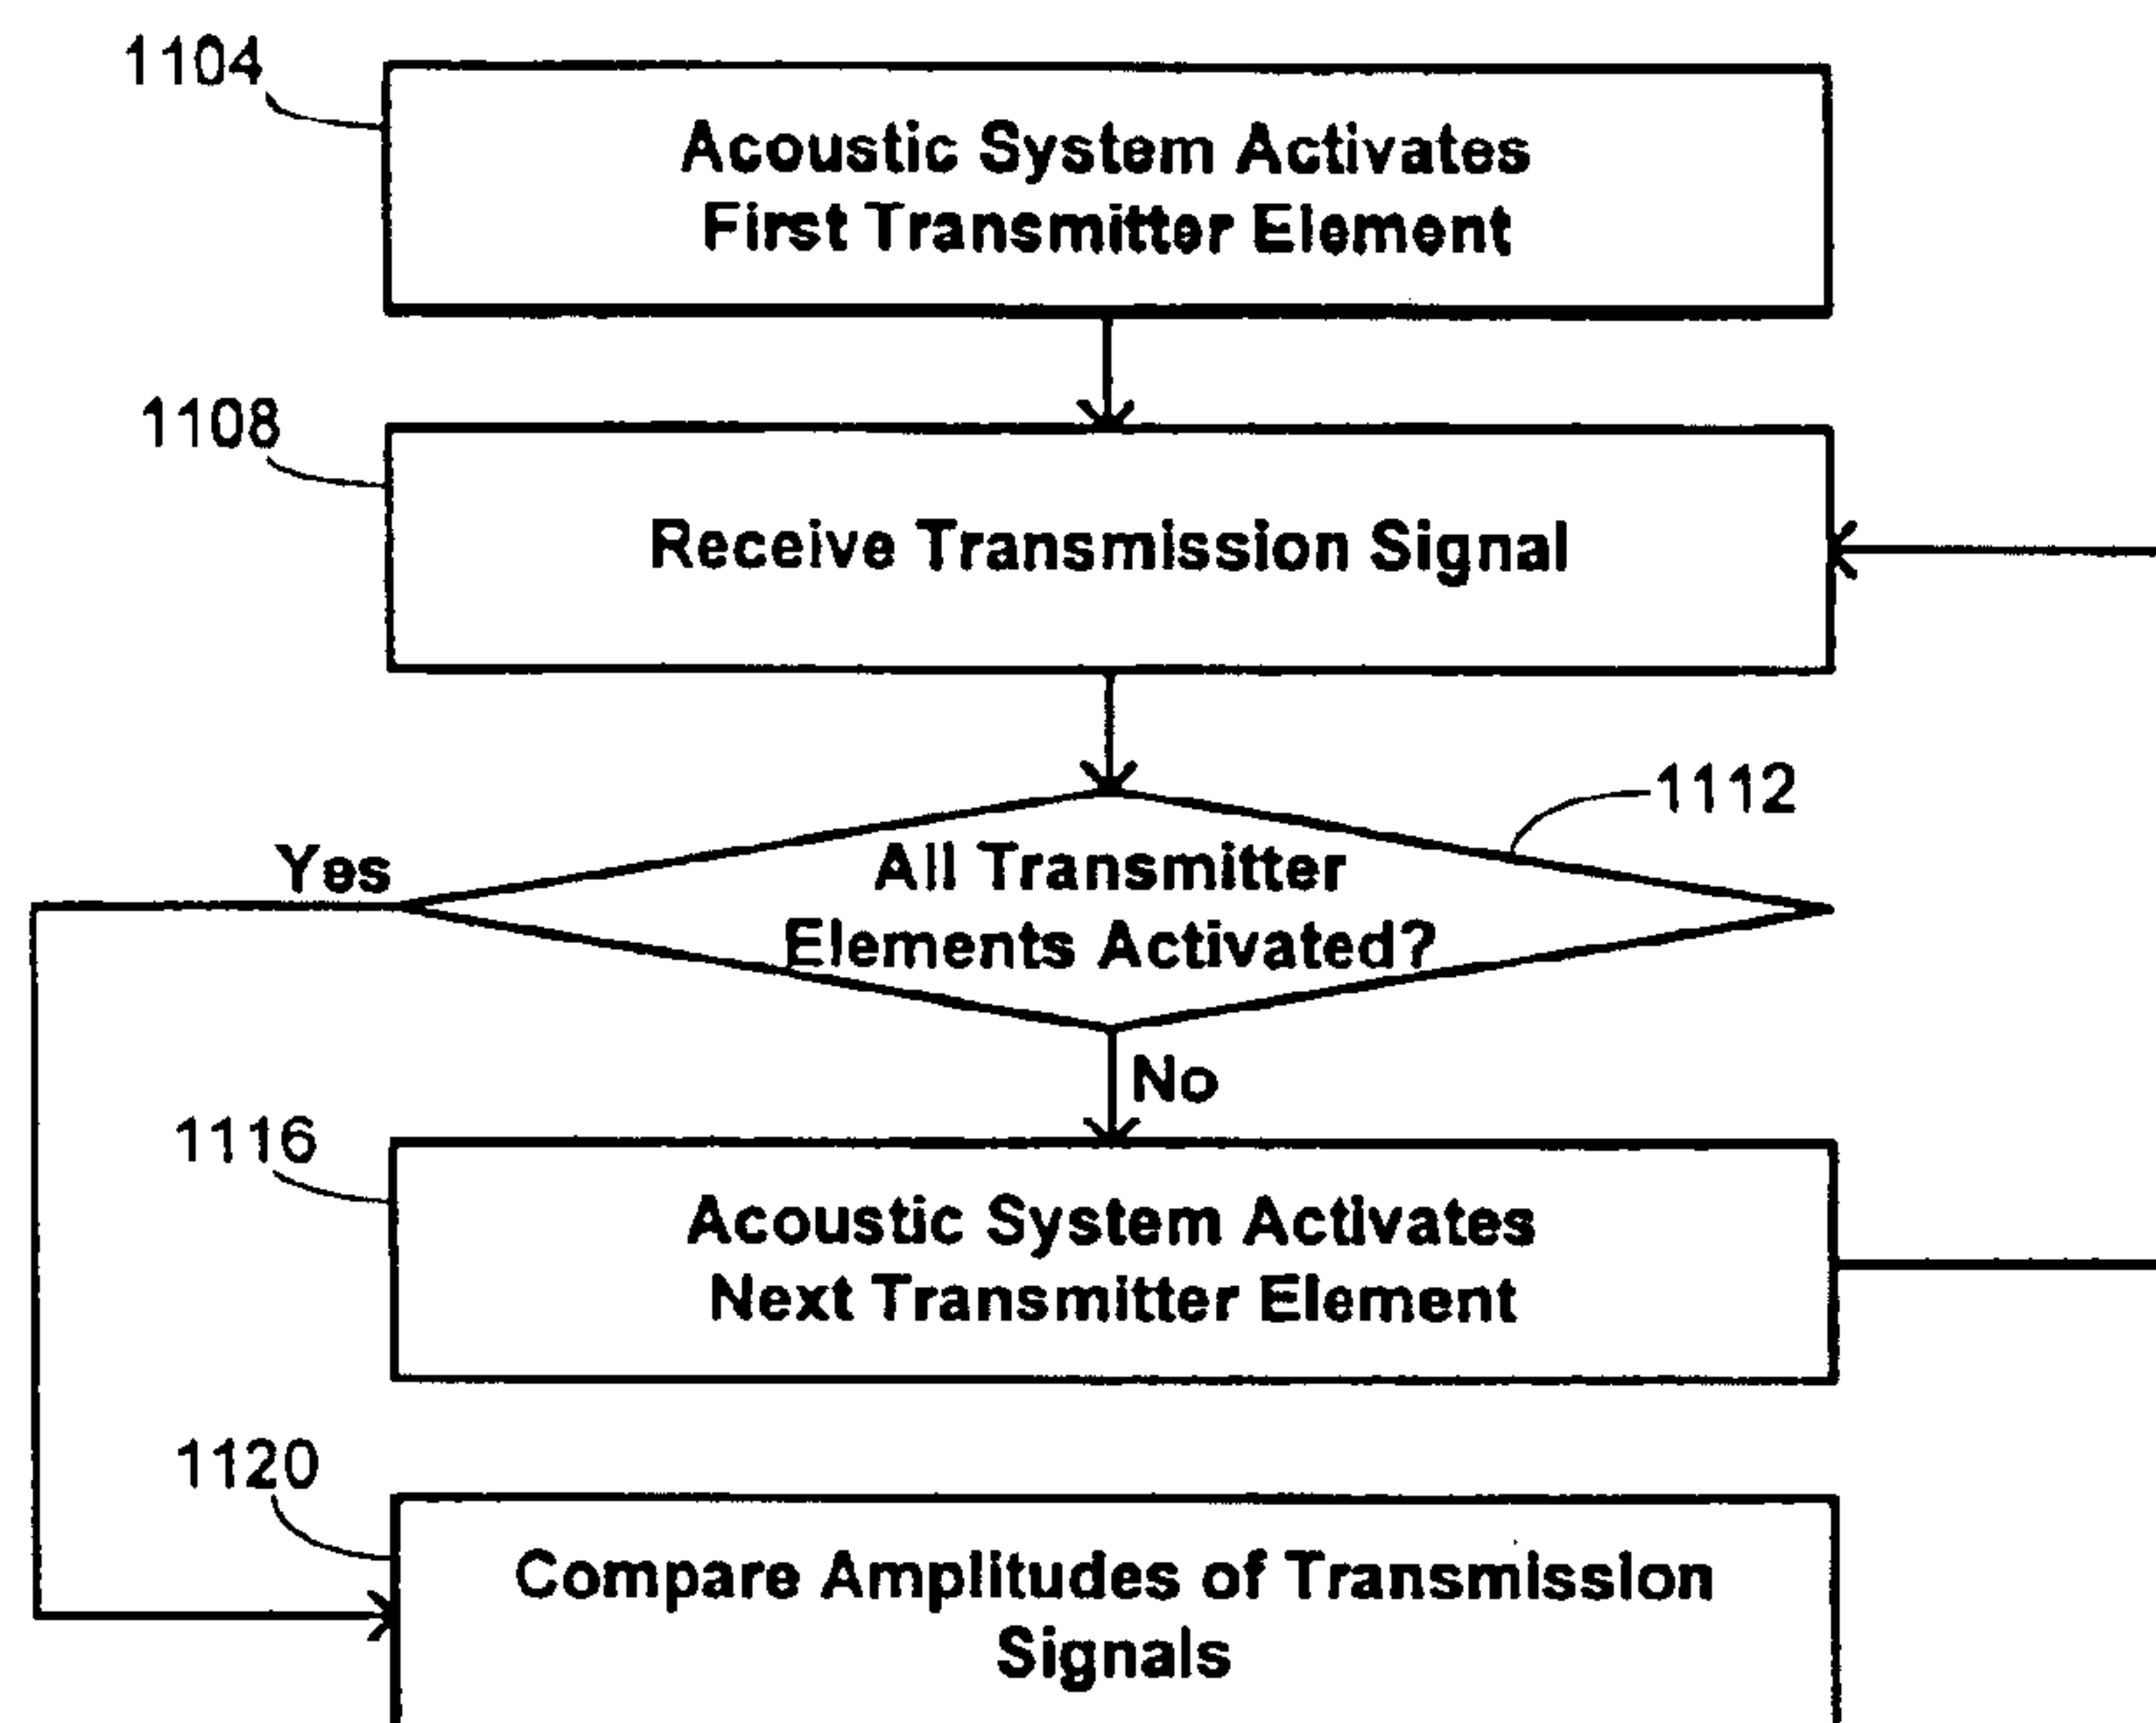 1104
Acoustic System Activates
First Transmitter Element
1108
Receive Transmission Signal
1112
All Transmitter
Elements Activated?
Yes
No
1116
Acoustic System Activates
Next Transmitter Element
1120
Compare Amplitudes of Transmission
Signals